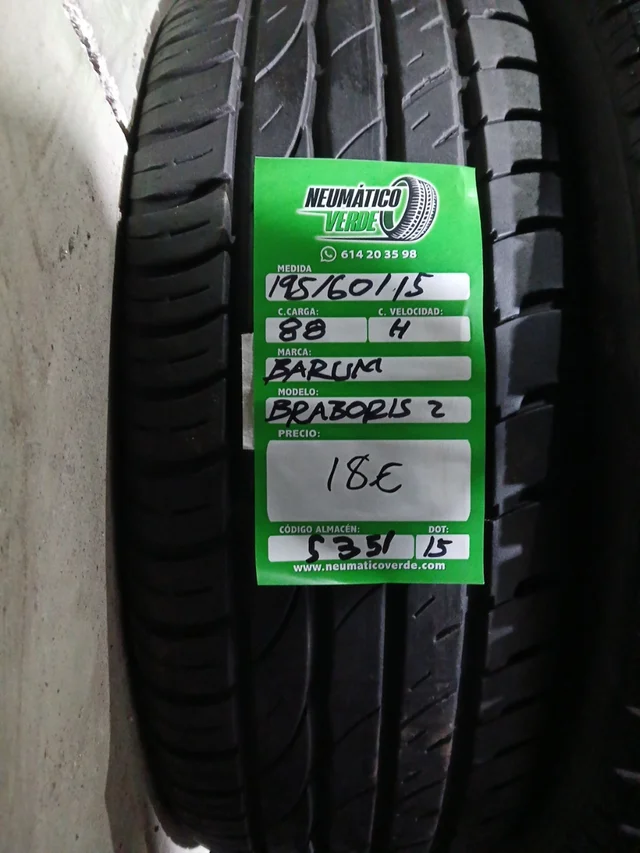 NEUMÁTICO
VERDE
614 20 35 98
MEDIDA
195/60/15
C.CARGA: C. VELOCIDAD:
88 H
MARCA:
BARUM
MODELO:
BRABORIS 2
PRECIO:
18€
CÓDIGO ALMACÉN: DOT:
S351 15
www.neumaticoverde.com